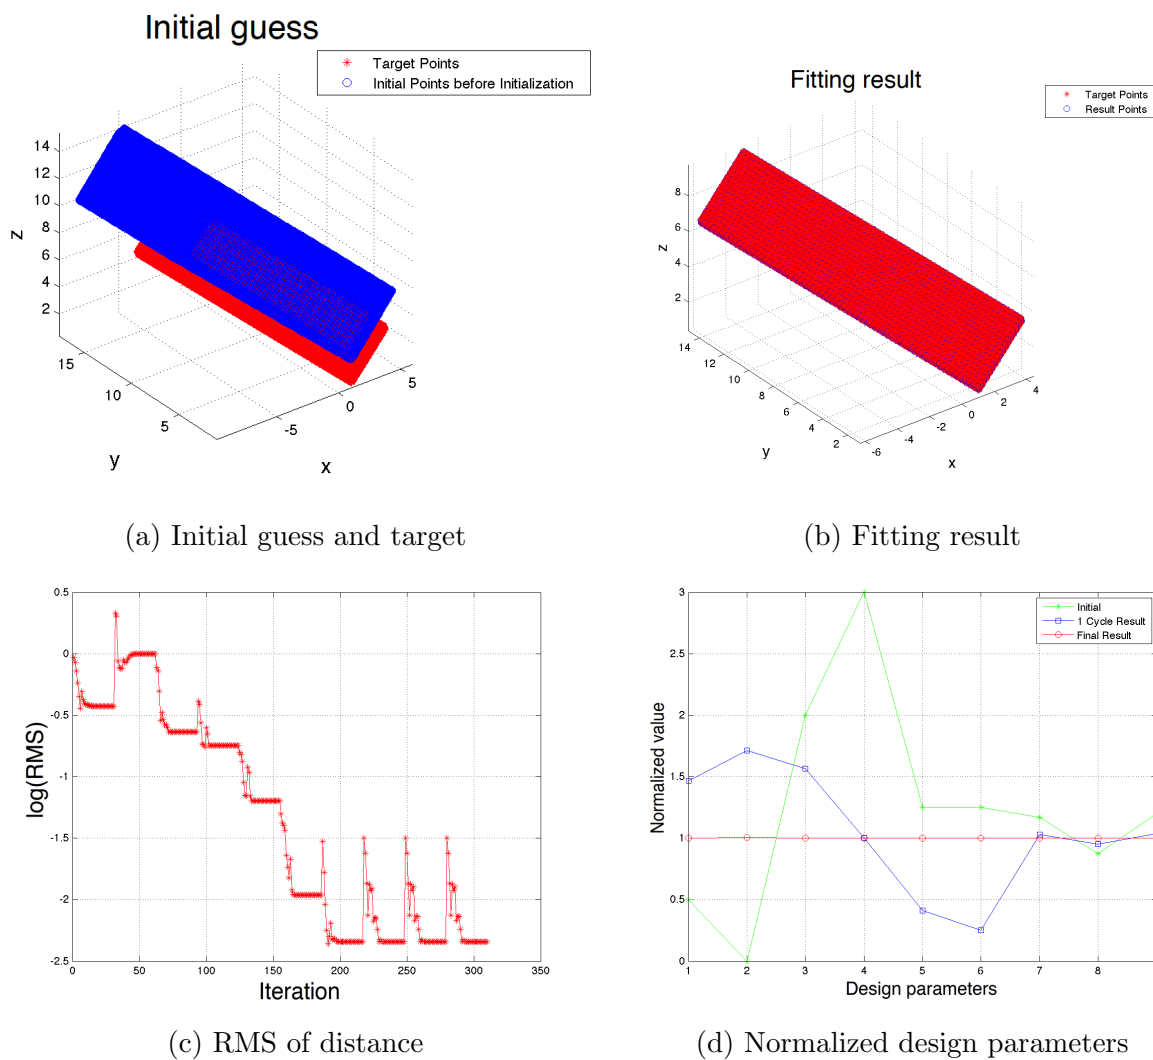 Initial guess
Target Points
Initial Points before Initialization
14
12
10
8
6
4
2
z
15
10
5
y
-5
0
5
x
(a) Initial guess and target
Fitting result
Target Points
Result Points
8
6
4
2
z
14
12
10
8
6
4
2
y
-6
-4
-2
0
2
4
x
(b) Fitting result
0.5
0
-0.5
-1
-1.5
-2
-2.5
log(RMS)
0 50 100 150 200 250 300 350
Iteration
(c) RMS of distance
Initial
1 Cycle Result
Final Result
3
2.5
2
1.5
1
0.5
0
Normalized value
1 2 3 4 5 6 7 8
Design parameters
(d) Normalized design parameters